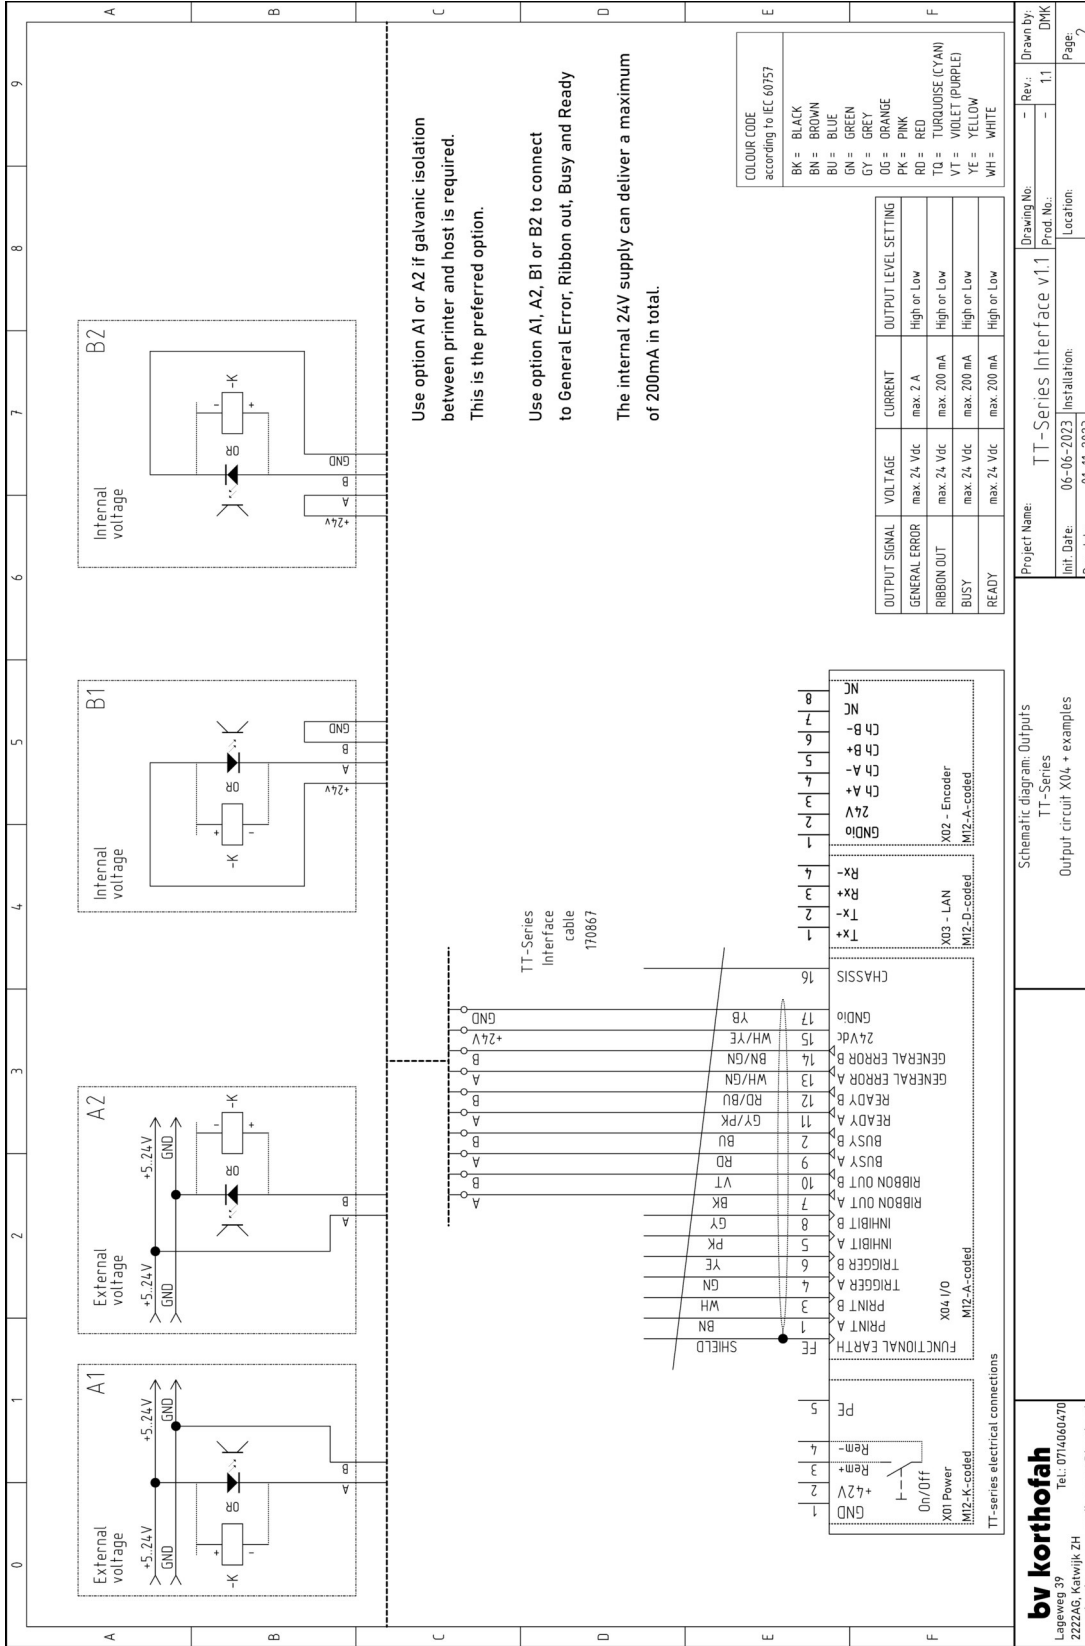 0 1 2 3 4 5 6 7 8 9
A
B
C
D
E
F
A
B
C
D
E
F
A1
External
voltage
+5..24V
GND
+5..24V
GND
-K
+
-
OR
A
B
A2
External
voltage
+5..24V
GND
+5..24V
GND
OR
-K
-
+
A
B
B1
Internal
voltage
-K
+
-
OR
+24v
A
B
GND
B2
Internal
voltage
OR
-K
-
+
+24v
A
B
GND
Use option A1 or A2 if galvanic isolation
between printer and host is required.
This is the preferred option.
Use option A1, A2, B1 or B2 to connect
to General Error, Ribbon out, Busy and Ready
The internal 24V supply can deliver a maximum
of 200mA in total.
TT-Series
Interface
cable
170867
A B A B A B A B +24V GND
SHIELD BN WH GN YE PK GY BK VT RD BU GY/PK RD/BU WH/GN BN/GN WH/YE YB
FE 1 3 4 6 5 8 7 10 9 2 11 12 13 14 15 17 16
FUNCTIONAL EARTH
PRINT A
PRINT B
TRIGGER A
TRIGGER B
INHIBIT A
INHIBIT B
RIBBON OUT A
RIBBON OUT B
BUSY A
BUSY B
READY A
READY B
GENERAL ERROR A
GENERAL ERROR B
24Vdc
GNDio
CHASSIS
X04 I/O
M12-A-coded
1 2 3 4 5
GND
+42V
Rem+
Rem-
PE
On/Off
X01 Power
M12-K-coded
1 2 3 4
Tx+
Tx-
Rx+
Rx-
X03 - LAN
M12-D-coded
1 2 3 4 5 6 7 8
GNDio
24V
Ch A+
Ch A-
Ch B+
Ch B-
NC
NC
X02 - Encoder
M12-A-coded
TT-series electrical connections
OUTPUT SIGNAL VOLTAGE CURRENT OUTPUT LEVEL SETTING
GENERAL ERROR max. 24 Vdc max. 2 A High or Low
RIBBON OUT max. 24 Vdc max. 200 mA High or Low
BUSY max. 24 Vdc max. 200 mA High or Low
READY max. 24 Vdc max. 200 mA High or Low
COLOUR CODE
according to IEC 60757
BK = BLACK
BN = BROWN
BU = BLUE
GN = GREEN
GY = GREY
OG = ORANGE
PK = PINK
RD = RED
TQ = TURQUOISE (CYAN)
VT = VIOLET (PURPLE)
YE = YELLOW
WH = WHITE
bv korthofah
Lageweg 39 Tel.: 0714060470
2222AG, Katwijk ZH
Schematic diagram: Outputs
TT-Series
Output circuit X04 + examples
Project Name:
TT-Series Interface v1.1
Drawing No: -
Prod. No.: -
Rev.:
1.1
Drawn by:
DMK
Init. Date: 06-06-2023
Installation:
Location:
Page: